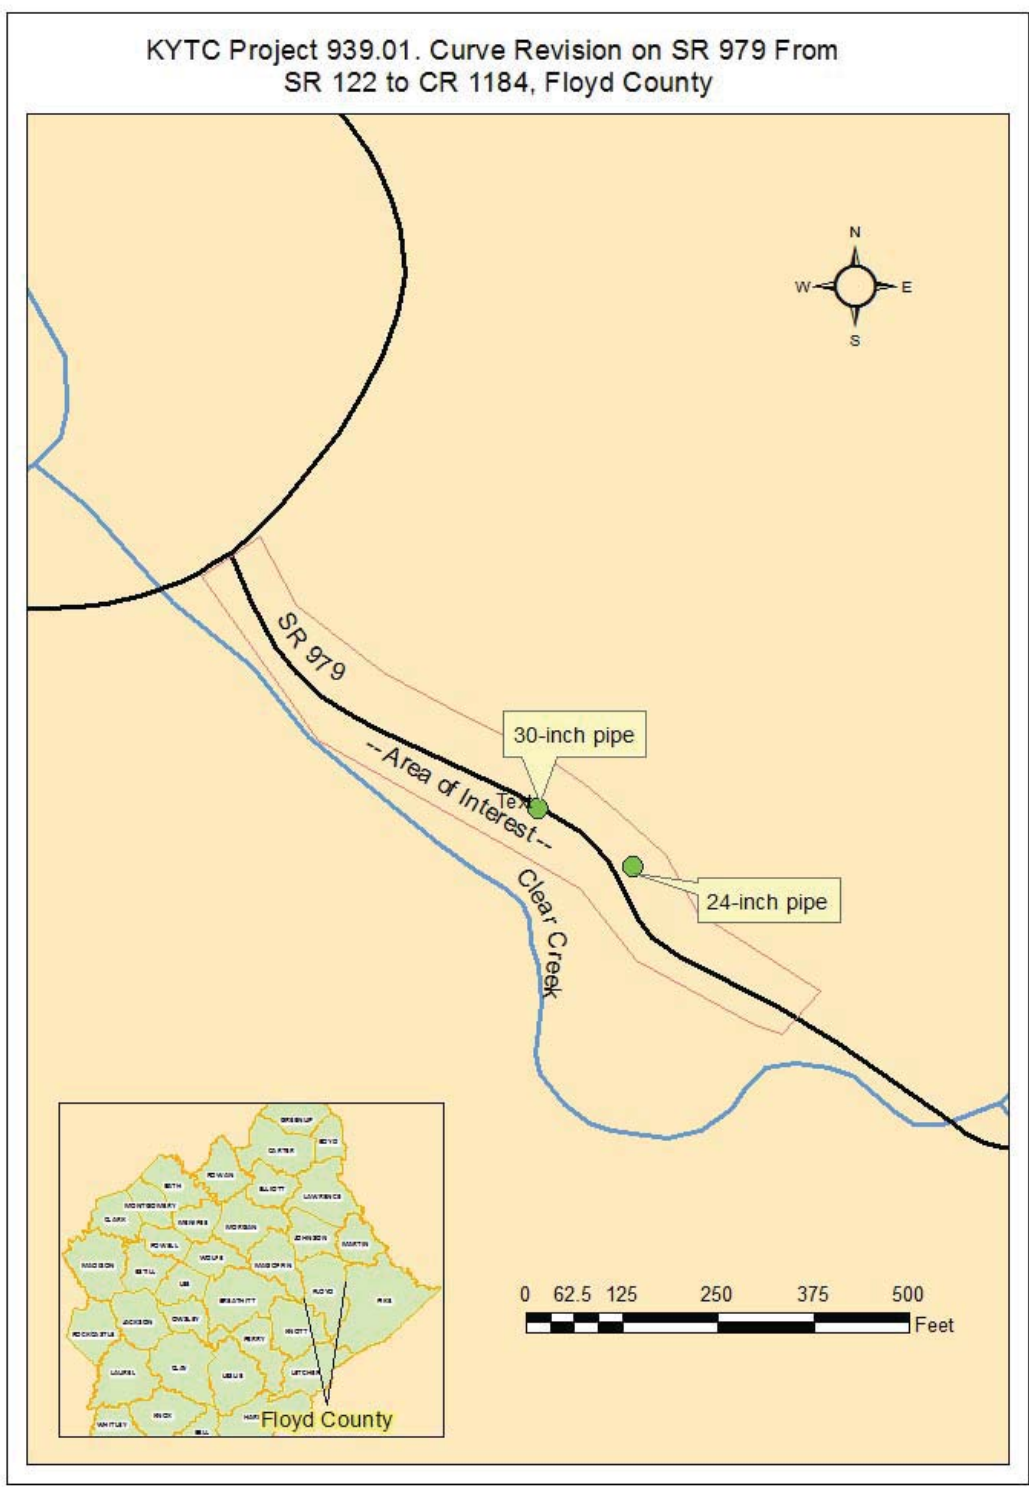 KYTC Project 939.01. Curve Revision on SR 979 From
SR 122 to CR 1184, Floyd County
N
W
E
S
SR 979
30-inch pipe
--Area of Interest--
Text
24-inch pipe
Clear Creek
GREENUP
BOYD
CARTER
ROWAN
BATH
ELLIOTT
LAWRENCE
MONTGOMERY
CLARK
MENIFEE
MORGAN
JOHNSON
MARTIN
POWELL
WOLFE
MADISON
ESTILL
MAGOFFIN
LEE
FLOYD
PIKE
BREATHITT
JACKSON
OWSLEY
ROCKCASTLE
PERRY
KNOTT
LAUREL
CLAY
LESLIE
LETCHER
KNOX
WHITLEY
BELL
HARL
Floyd County
0 62.5 125 250 375 500
Feet